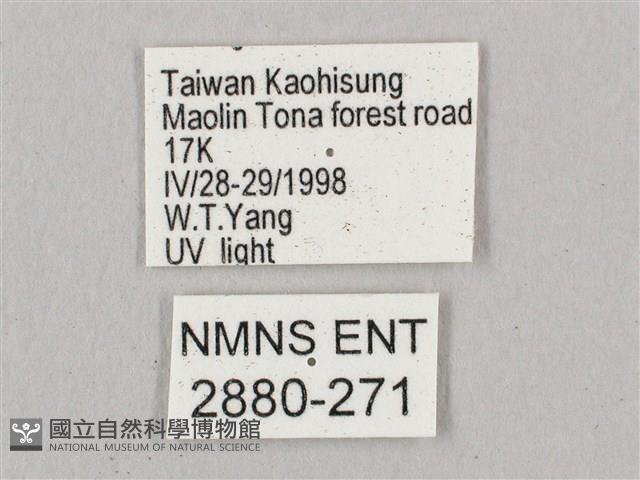 Taiwan Kaohisung
Maolin Tona forest road
17K
IV/28-29/1998
W.T.Yang
UV light
NMNS ENT
2880-271
國立自然科學博物館
NATIONAL MUSEUM OF NATURAL SCIENCE